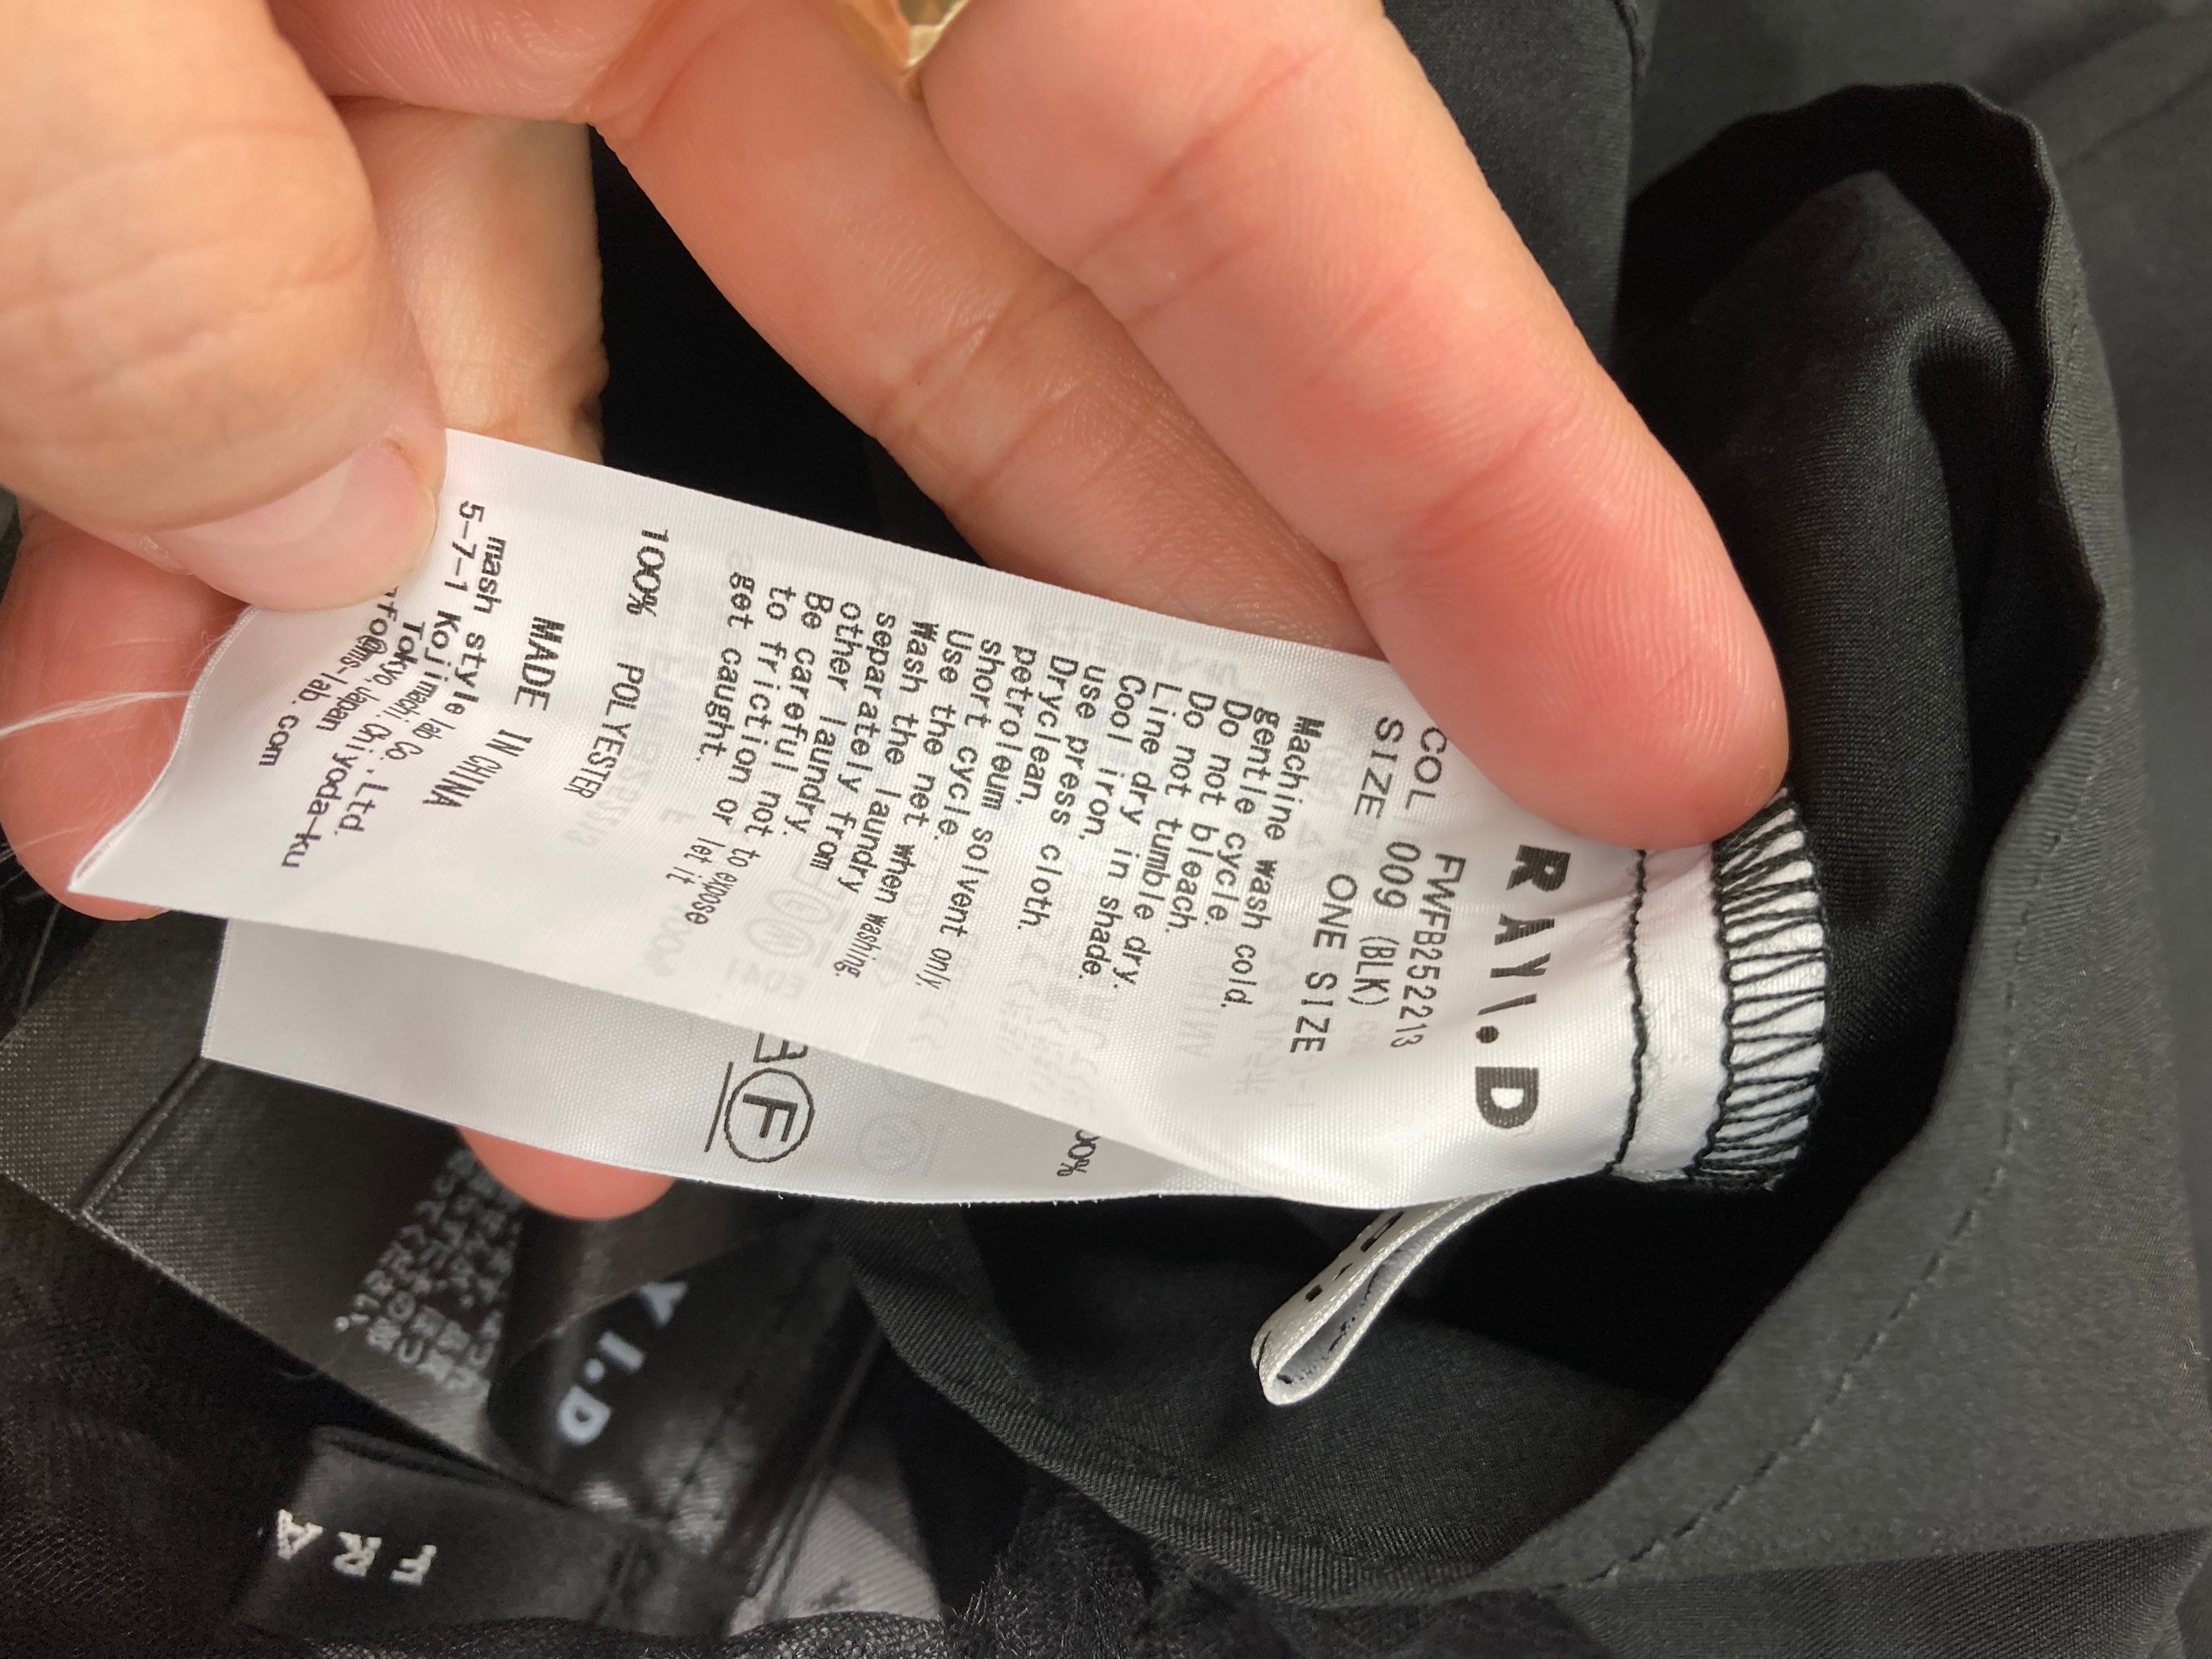 RAY I.D
FWFB252213
COL 009 (BLK)
SIZE ONE SIZE
Machine wash cold.
gentle cycle.
Do not bleach.
Do not tumble dry.
Line dry in shade.
Cool iron.
use press cloth.
Dryclean.
petroleum solvent only.
short cycle.
Use the net when washing.
Wash the laundry
separately from
other laundry.
Be careful not to expose
to friction or let it
get caught.
100% POLYESTER
MADE IN CHINA
mash style lab Co.,Ltd.
5-7-1 Kojimachi.Chiyoda-ku
Tokyo,Japan
nfo@ms-lab.com
F
00%
Y I.D
FRA